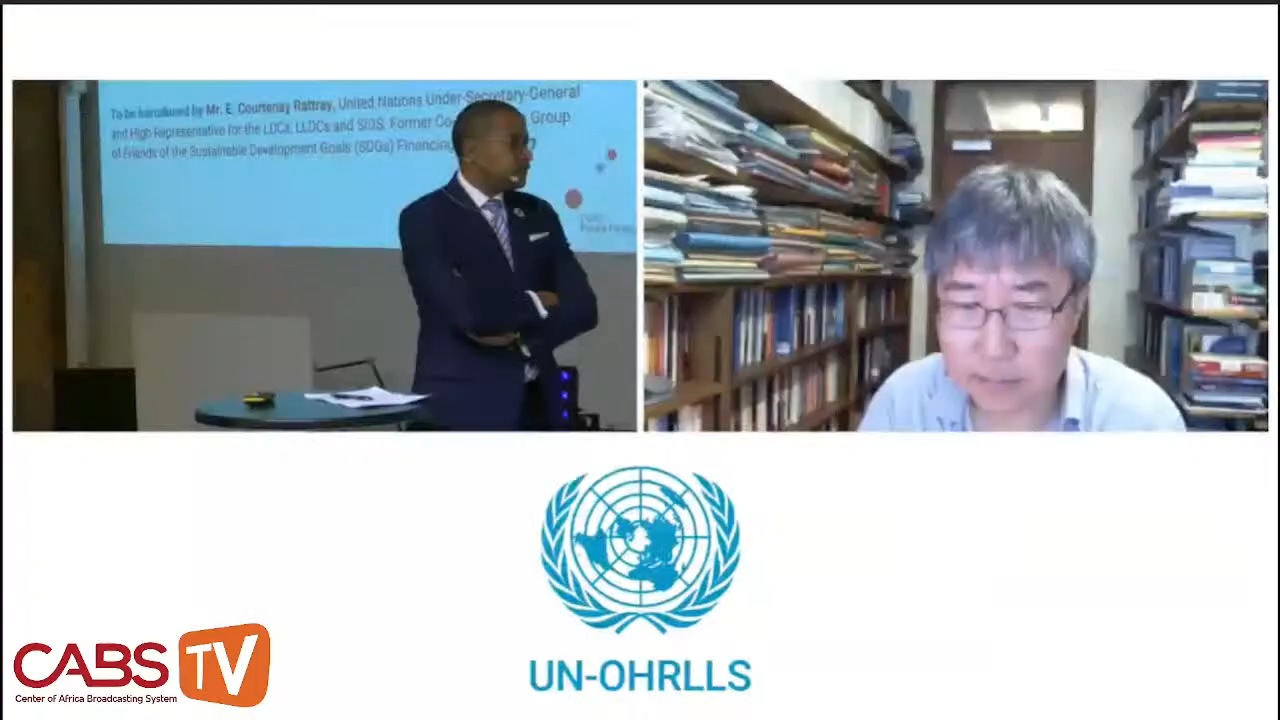 To be introduced by Mr. E. Courtenay Rattray, United Nations Under-Secretary-General
and High Representative for the LDCs, LLDCs and SIDS, Former Co Group
of Friends of the Sustainable Development Goals (SDGs) Financing
UN-OHRLLS
CABS TV
Center of Africa Broadcasting System